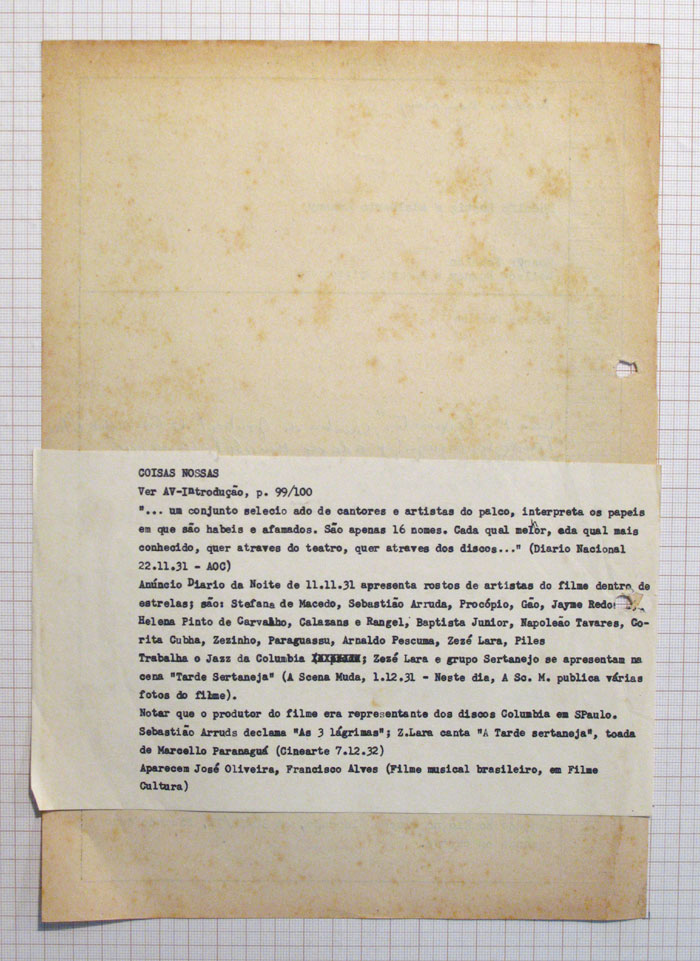 COISAS NOSSAS
Ver AV-Introdução, p. 99/100
"... um conjunto selecio ado de cantores e artistas do palco, interpreta os papeis
em que são habeis e afamados. São apenas 16 nomes. Cada qual melhor, ada qual mais
conhecido, quer atraves do teatro, quer atraves dos discos..." (Diario Nacional
22.11.31 - AOC)
Anúncio Diario da Noite de 11.11.31 apresenta rostos de artistas do filme dentro de
estrelas; são: Stefana de Macedo, Sebastião Arruda, Procópio, Gão, Jayme
Helena Pinto de Carvalho, Calazans e Rangel, Baptista Junior, Napoleão Tavares, Co-
rita Cubha, Zezinho, Paraguassu, Arnaldo Pescuma, Zezé Lara, Piles
Trabalha o Jazz da Columbia ; Zezé Lara e grupo Sertanejo se apresentam na
cena "Tarde Sertaneja" (A Scena Muda, 1.12.31 - Neste dia, A Sc. M. publica várias
fotos do filme).
Notar que o produtor do filme era representante dos discos Columbia em SPaulo.
Sebastião Arruds declama "As 3 lágrimas"; Z.Lara canta "A Tarde sertaneja", toada
de Marcello Paranaguá (Cinearte 7.12.32)
Aparecem José Oliveira, Francisco Alves (Filme musical brasileiro, em Filme
Cultura)